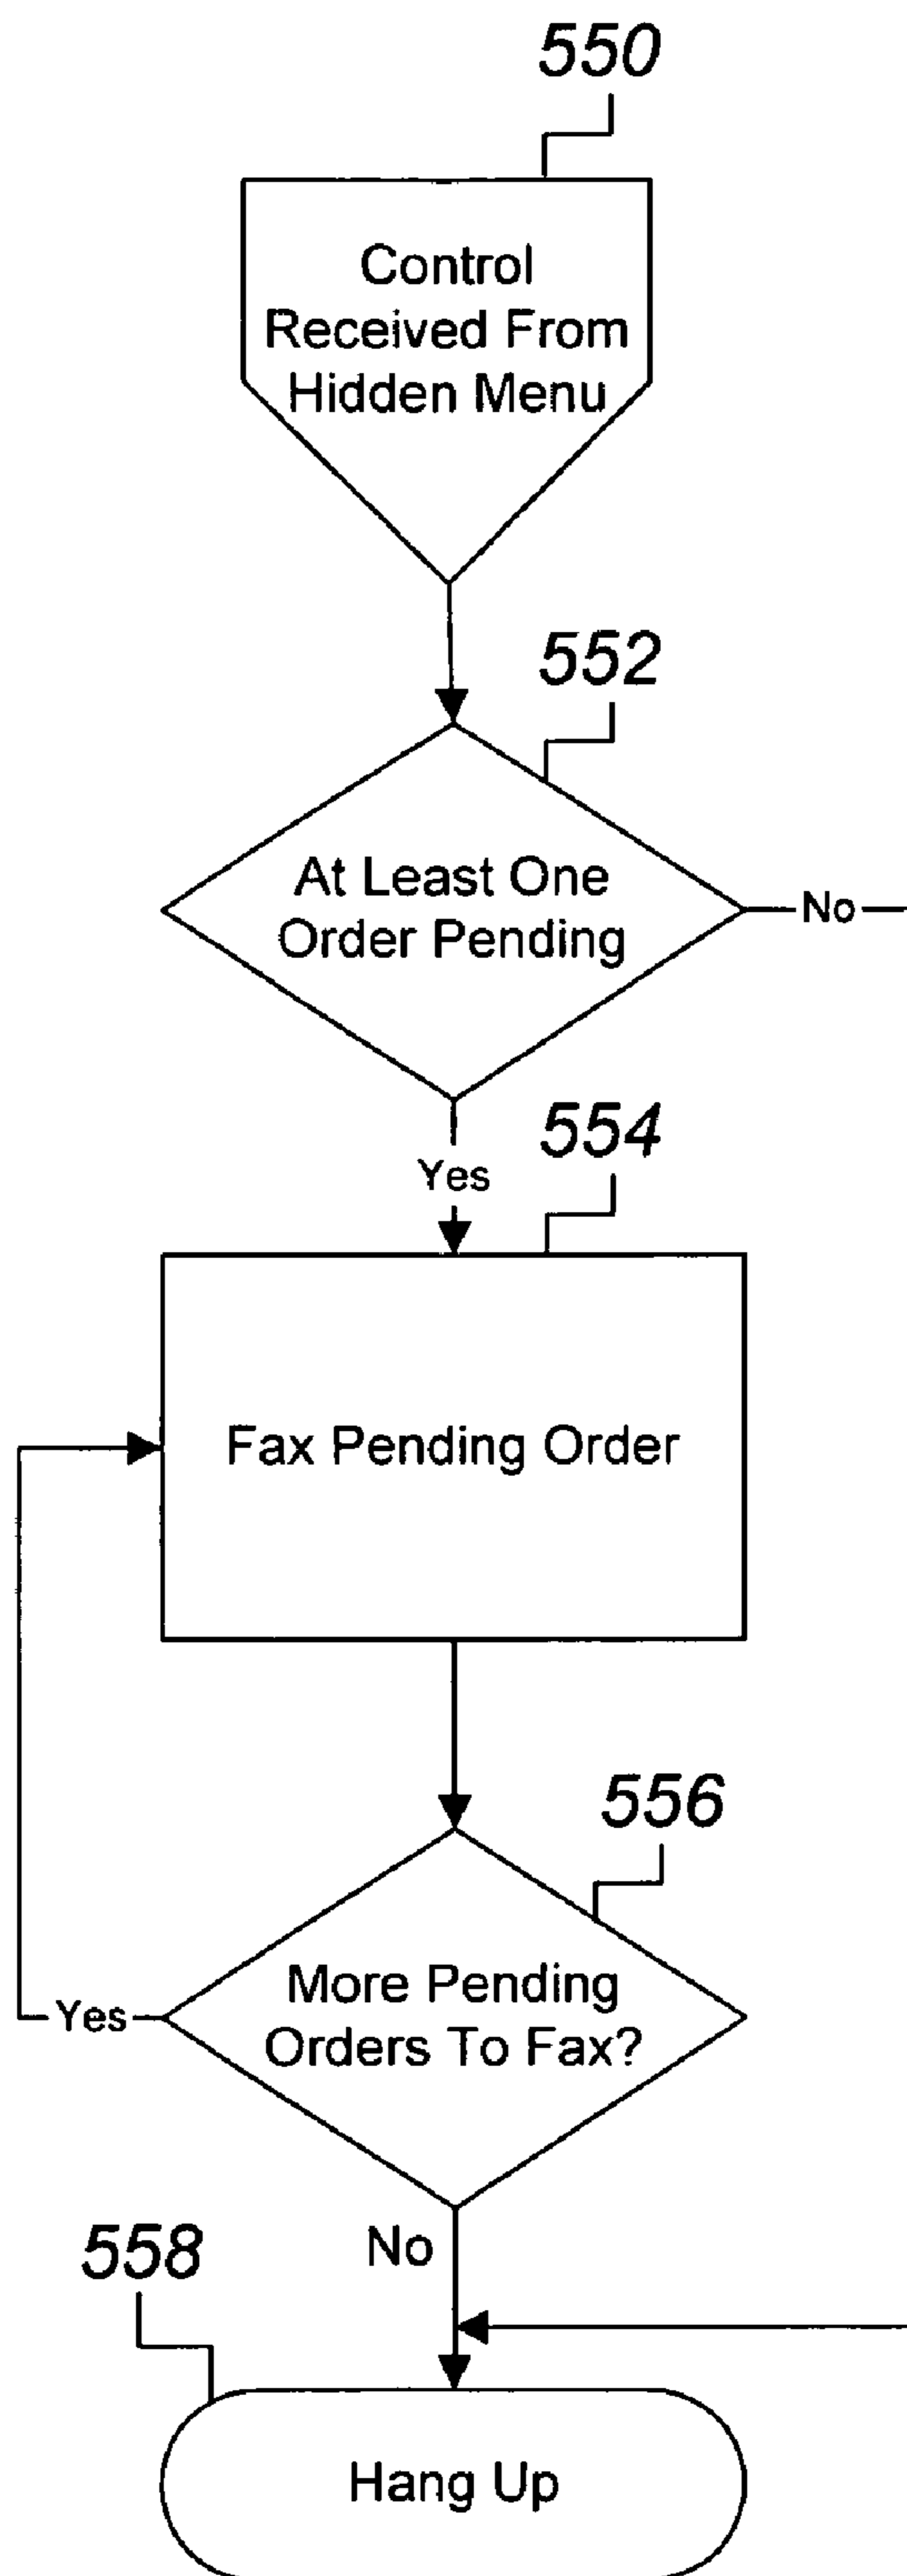 550
Control
Received From
Hidden Menu
552
At Least One
Order Pending
No
554
Yes
Fax Pending Order
556
More Pending
Orders To Fax?
Yes
No
558
Hang Up